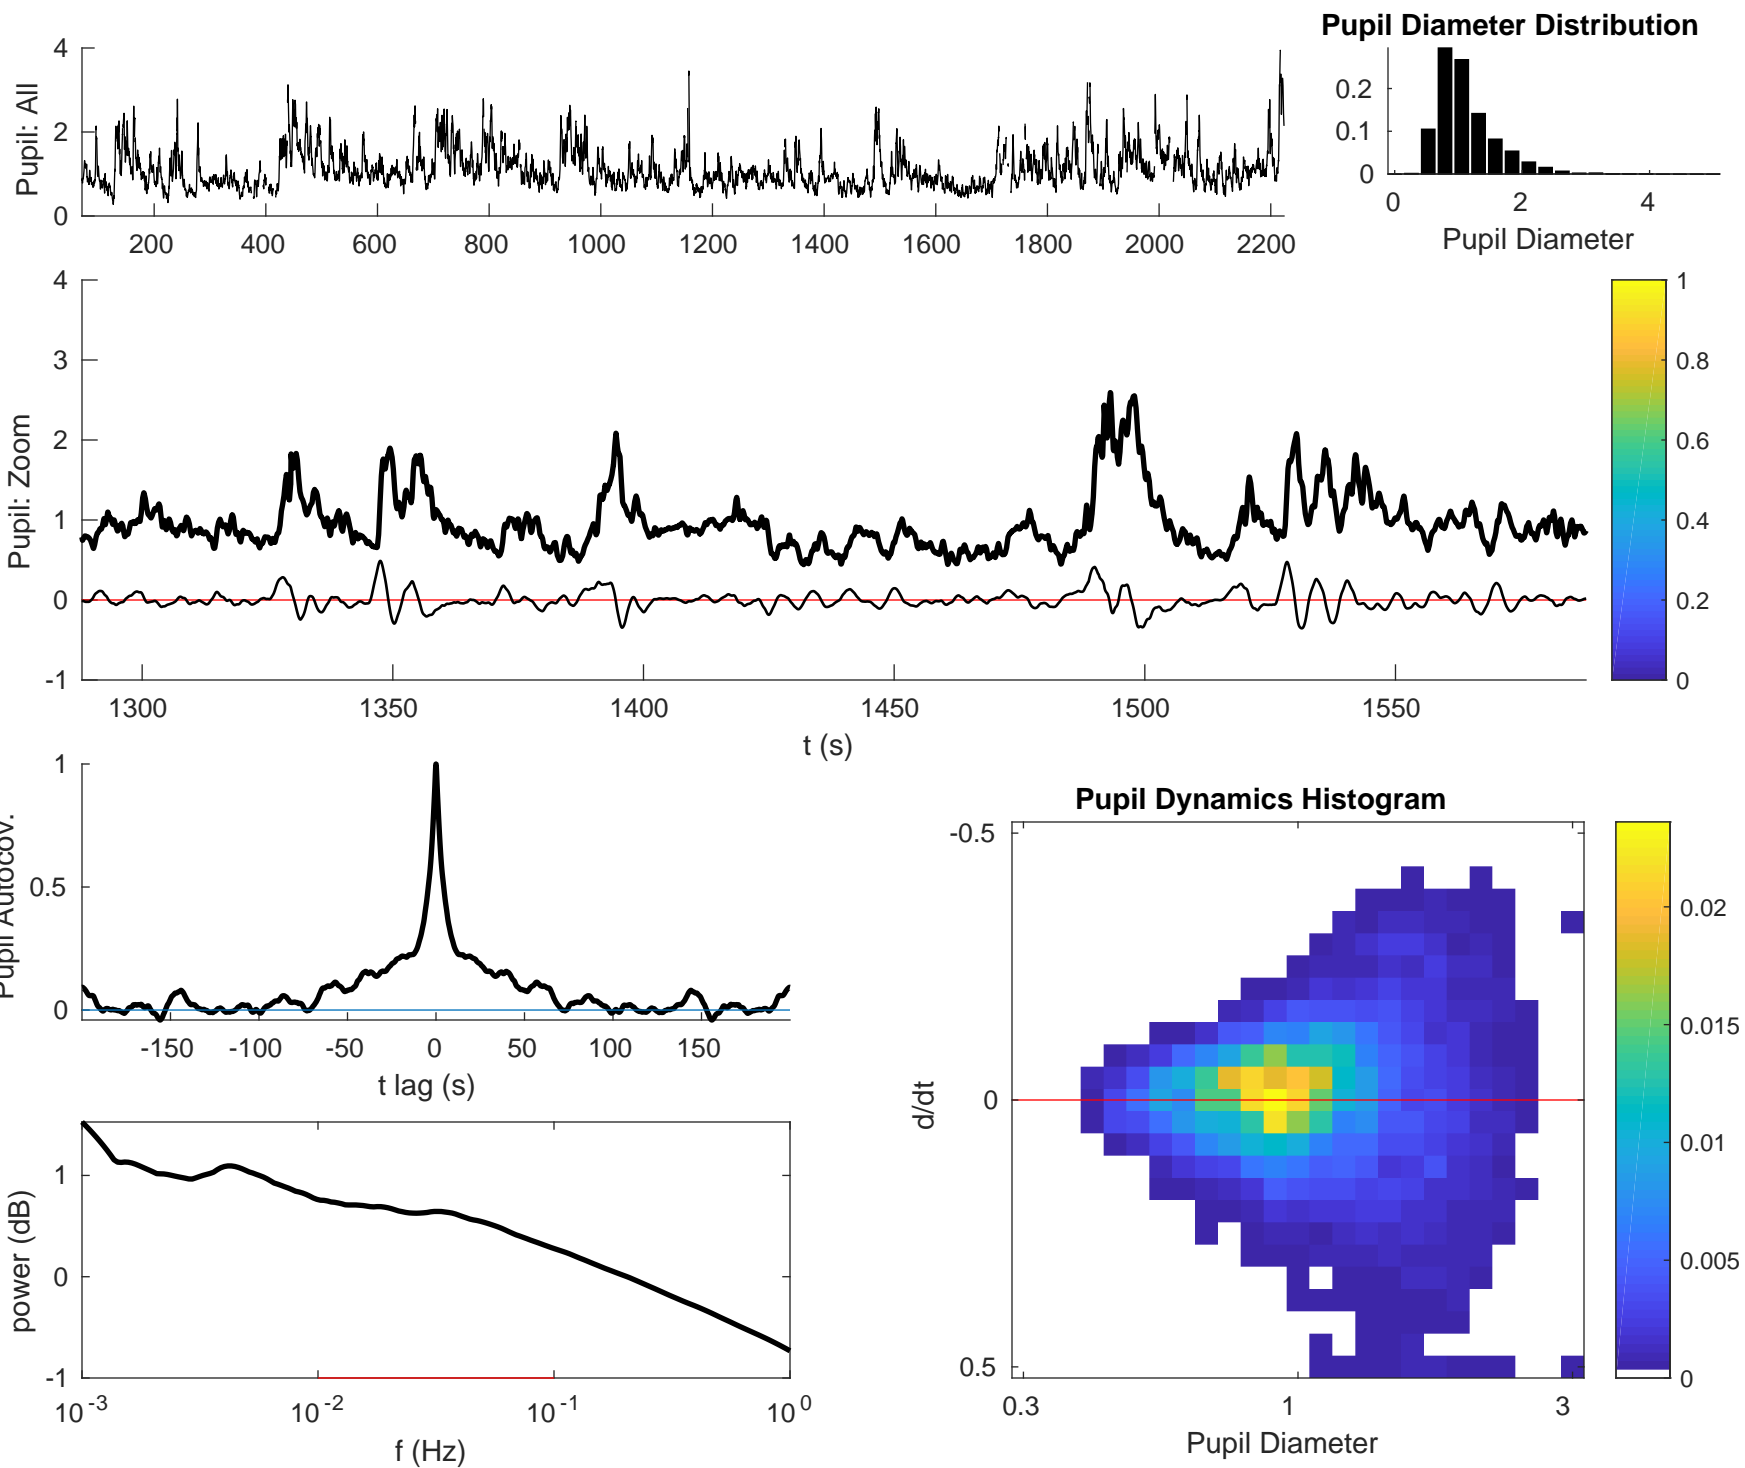 Pupil Diameter Distribution
Pupil: All
4
2
0
200 400 600 800 1000 1200 1400 1600 1800 2000 2200
0.2
0.1
0
0 2 4
Pupil Diameter
Pupil: Zoom
4
3
2
1
0
-1
1300 1350 1400 1450 1500 1550
t (s)
1
0.8
0.6
0.4
0.2
0
Pupil Autocov.
1
0.5
0
-150 -100 -50 0 50 100 150
t lag (s)
power (dB)
1
0
-1
10-3 10-2 10-1 100
f (Hz)
Pupil Dynamics Histogram
d/dt
-0.5
0
0.5
0.3 1 3
Pupil Diameter
0.02
0.015
0.01
0.005
0